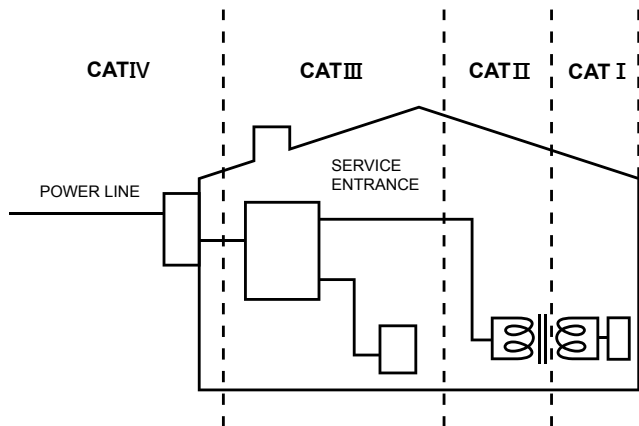 CATⅣ
CATⅢ
CATⅡ
CATⅠ
SERVICE
ENTRANCE
POWER LINE